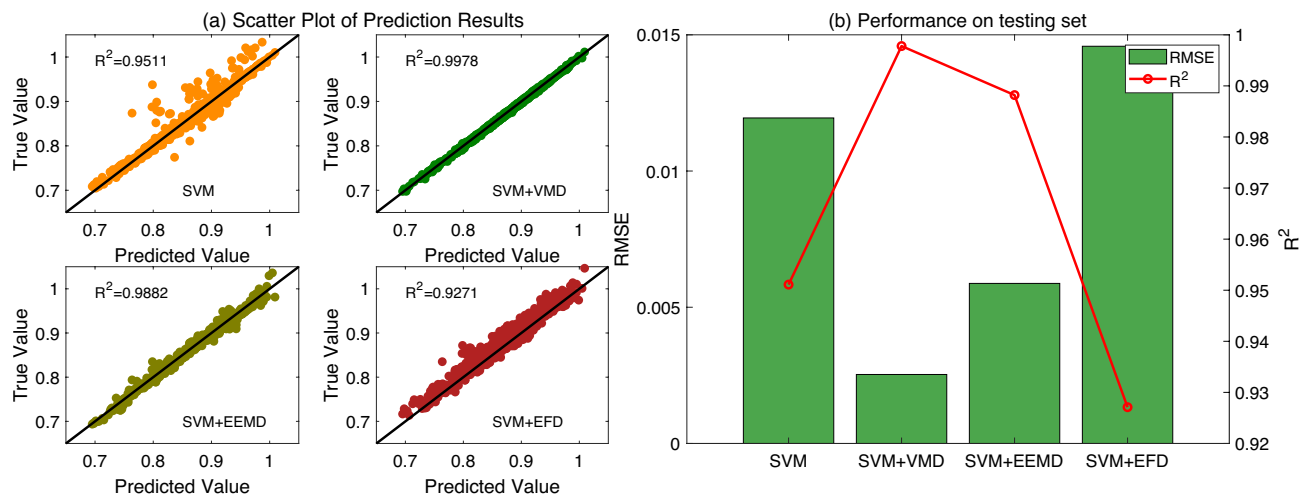 (a) Scatter Plot of Prediction Results
R²=0.9511
SVM
True Value
1
0.9
0.8
0.7
0.7 0.8 0.9 1
Predicted Value
R²=0.9978
SVM+VMD
True Value
1
0.9
0.8
0.7
0.7 0.8 0.9 1
Predicted Value
R²=0.9882
SVM+EEMD
True Value
1
0.9
0.8
0.7
0.7 0.8 0.9 1
Predicted Value
R²=0.9271
SVM+EFD
True Value
1
0.9
0.8
0.7
0.7 0.8 0.9 1
Predicted Value
(b) Performance on testing set
RMSE
R²
RMSE
0.015
0.01
0.005
0
SVM SVM+VMD SVM+EEMD SVM+EFD
1
0.99
0.98
0.97
0.96
0.95
0.94
0.93
0.92
R²